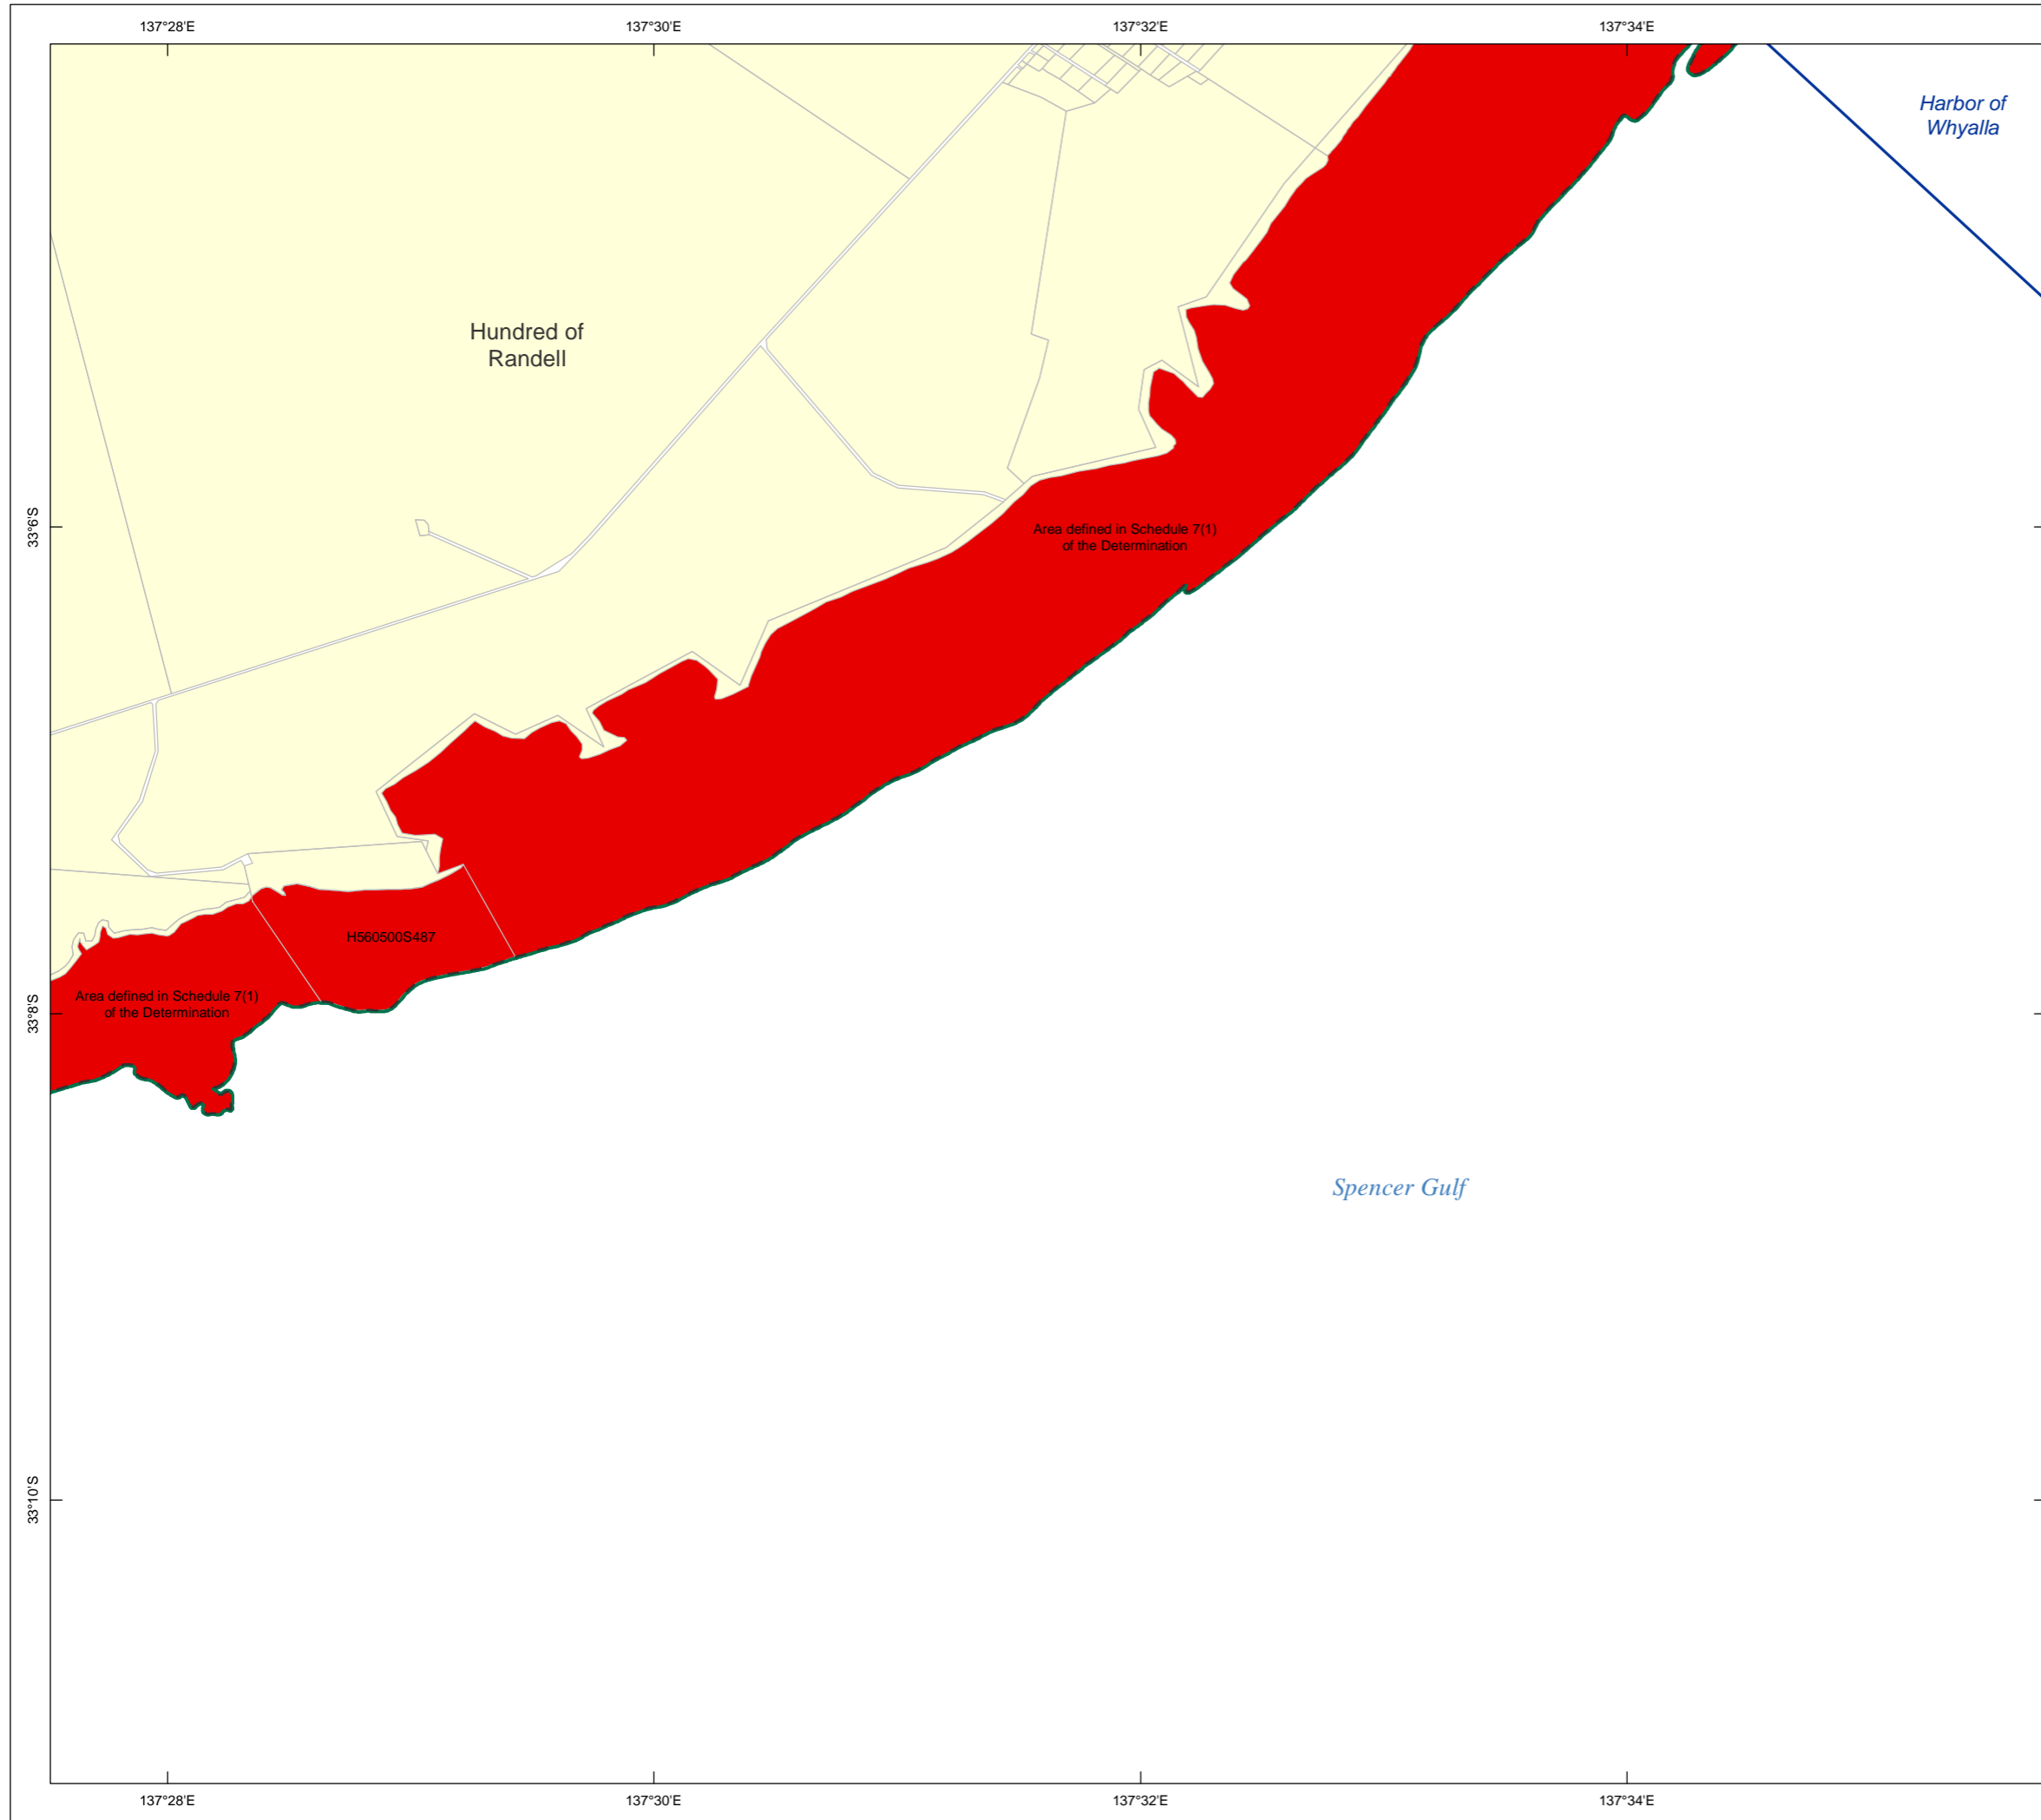 137°28'E
137°30'E
137°32'E
137°34'E
Harbor of
Whyalla
Hundred of
Randell
33°6'S
Area defined in Schedule 7(1)
of the Determination
H560500S487
33°8'S
Area defined in Schedule 7(1)
of the Determination
Spencer Gulf
33°10'S
137°28'E
137°30'E
137°32'E
137°34'E